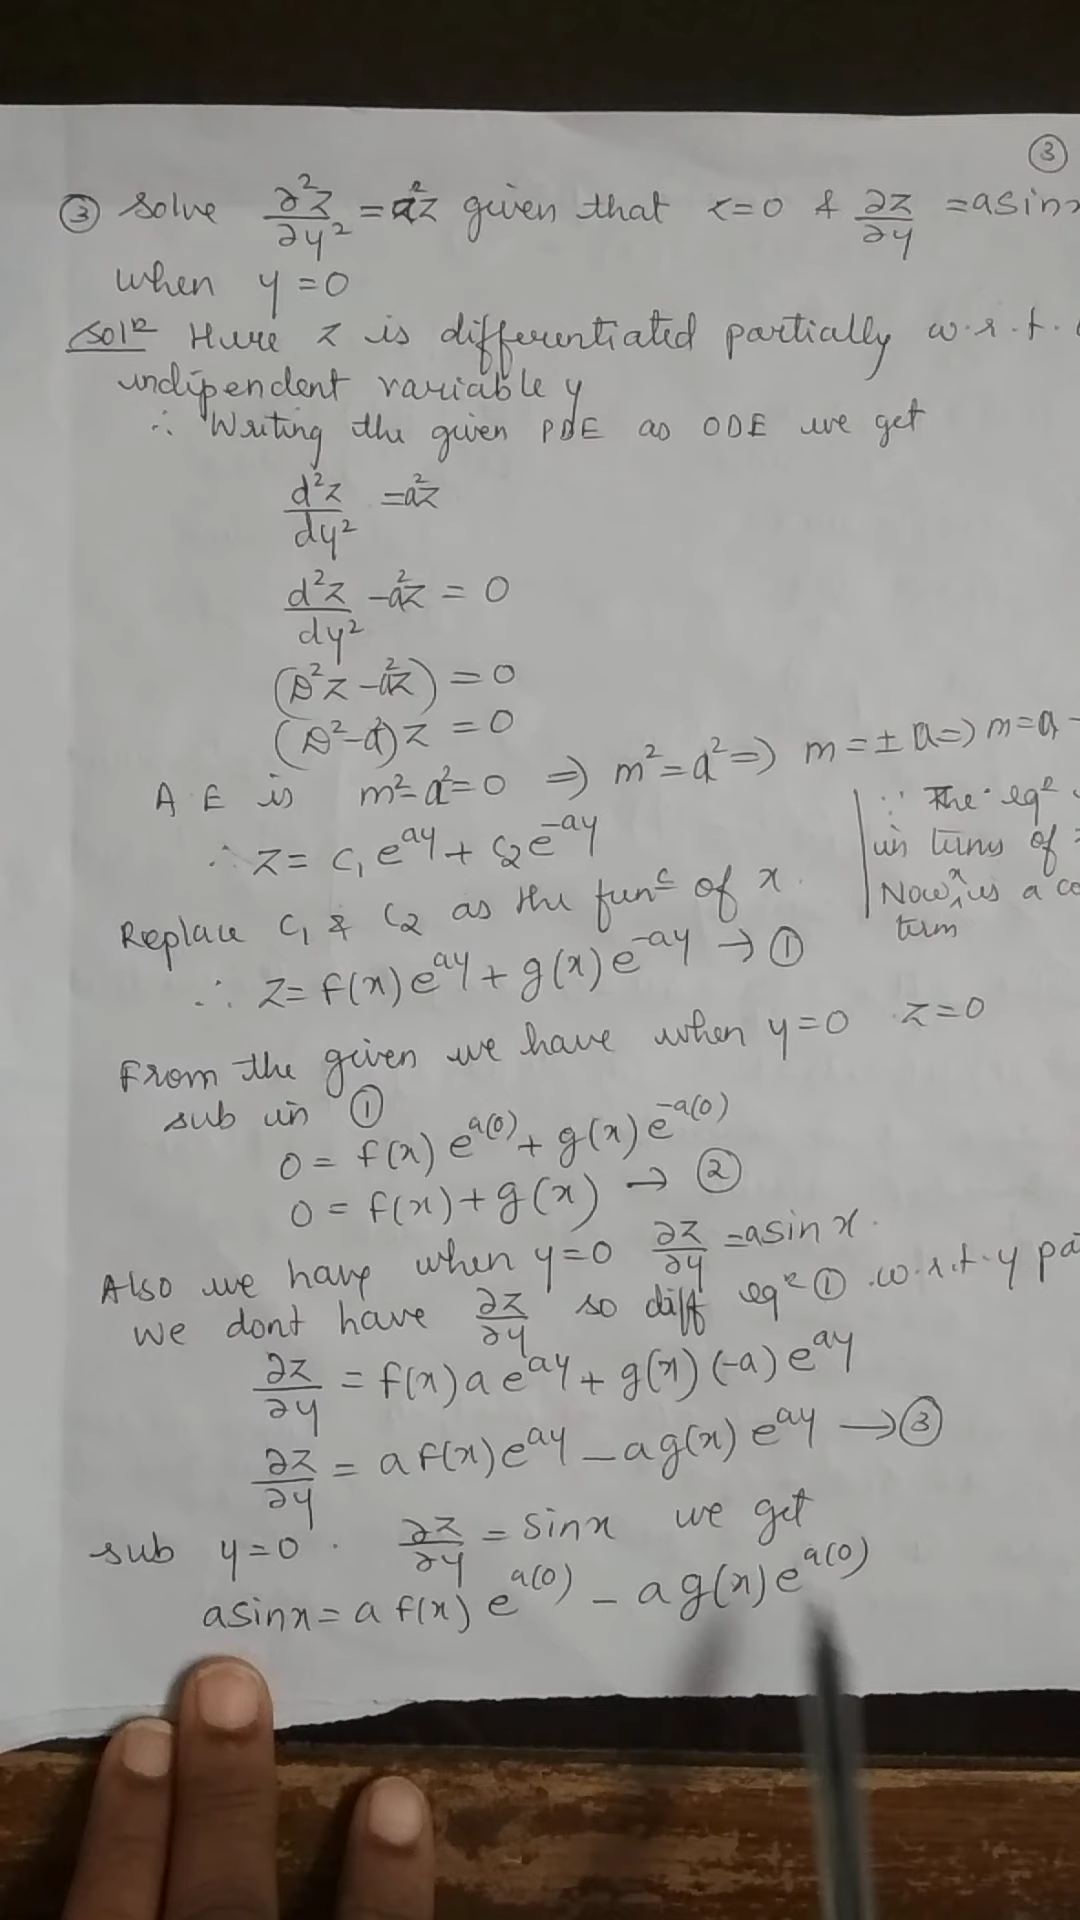 ③
③ Solve ∂²z/∂y² = a²z given that z=0 & ∂z/∂y = asinx
when y=0
Solⁿ Here z is differentiated partially w.r.t.
indipendent variable y
∴ Writing the given PDE as ODE we get
d²z/dy² = a²z
d²z/dy² - a²z = 0
(D²z - a²z) = 0
(D²-a²)z = 0
A E is m²-a²=0 ⇒ m²=a² ⇒ m=±a ⇒ m=a -
∴ z = c₁e^ay + c₂e^-ay
∵ The eqⁿ
in terms of
Now x is a co
term
Replace c₁ & c₂ as the func of x
∴ z = f(x)e^ay + g(x)e^-ay → ①
From the given we have when y=0 z=0
sub in ①
0 = f(x) e^a(0) + g(x) e^-a(0)
0 = f(x)+g(x) → ②
Also we have when y=0 ∂z/∂y = asin x.
we dont have ∂z/∂y so diff eqⁿ ① w.r.t. y pa
∂z/∂y = f(x) a e^ay + g(x) (-a) e^ay
∂z/∂y = a f(x) e^ay - a g(x) e^ay → ③
sub y=0 . ∂z/∂y = sinx we get
asinx = a f(x) e^a(0) - a g(x) e^a(0)